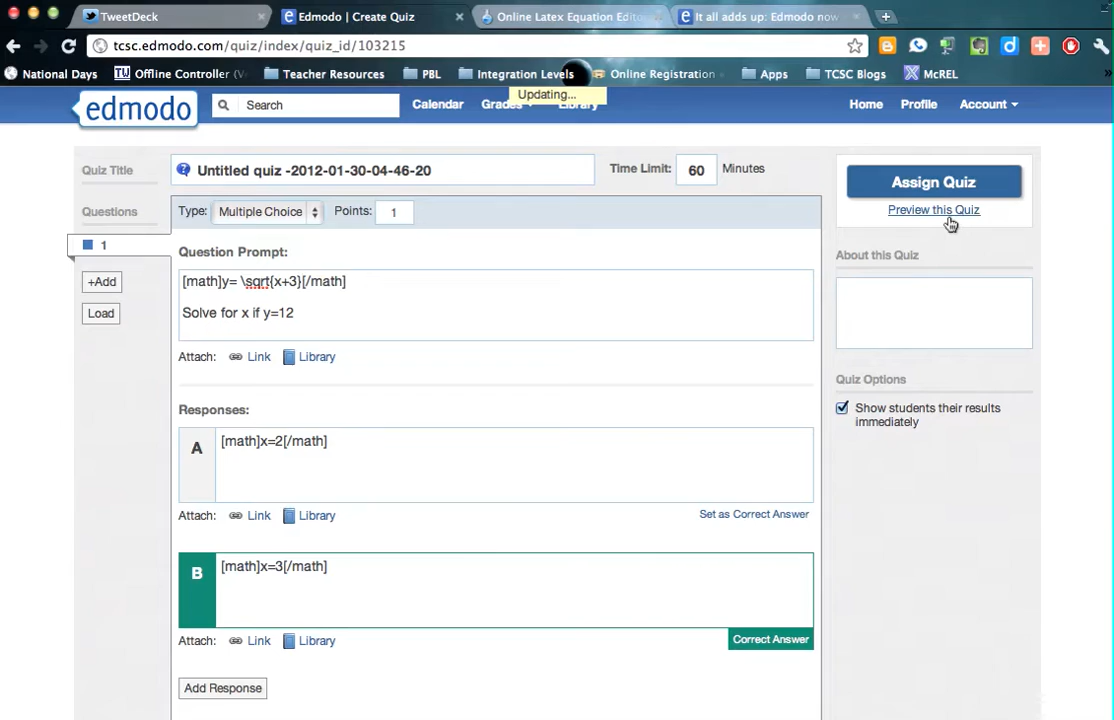 TweetDeck
Edmodo | Create Quiz
Online Latex Equation Editor
It all adds up: Edmodo now
tcsc.edmodo.com/quiz/index/quiz_id/103215
National Days
Offline Controller (V
Teacher Resources
PBL
Integration Levels
Online Registration
Apps
TCSC Blogs
McREL
»
Updating...
edmodo
Search
Calendar
Grades
Library
Home
Profile
Account
Quiz Title
Untitled quiz -2012-01-30-04-46-20
Time Limit: 60 Minutes
Assign Quiz
Preview this Quiz
Questions
Type: Multiple Choice Points: 1
1
+Add
Load
Question Prompt:
[math]y= \sqrt{x+3}[/math]
Solve for x if y=12
Attach: Link Library
About this Quiz
Quiz Options
Show students their results
immediately
Responses:
A
[math]x=2[/math]
Attach: Link Library
Set as Correct Answer
B
[math]x=3[/math]
Attach: Link Library
Correct Answer
Add Response